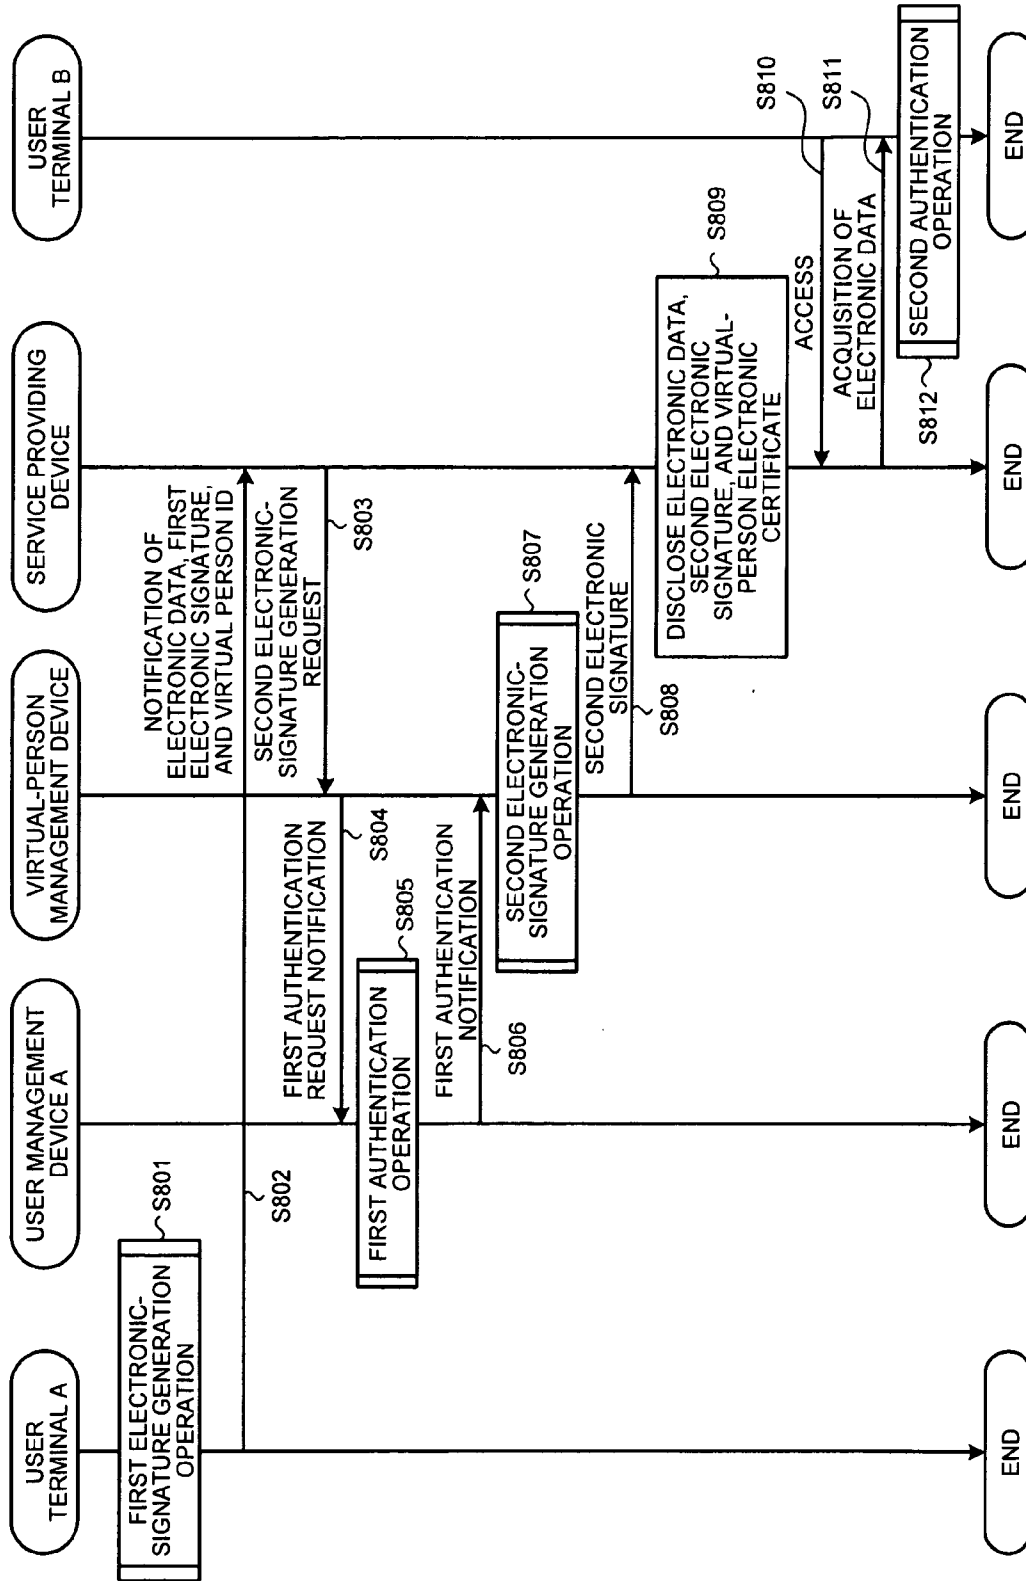 USER
TERMINAL A
USER MANAGEMENT
DEVICE A
VIRTUAL-PERSON
MANAGEMENT DEVICE
SERVICE PROVIDING
DEVICE
USER
TERMINAL B
FIRST ELECTRONIC-
SIGNATURE GENERATION
OPERATION
S801
NOTIFICATION OF
ELECTRONIC DATA, FIRST
ELECTRONIC SIGNATURE,
AND VIRTUAL PERSON ID
S802
SECOND ELECTRONIC-
SIGNATURE GENERATION
REQUEST
S803
FIRST AUTHENTICATION
REQUEST NOTIFICATION
S804
FIRST AUTHENTICATION
OPERATION
S805
FIRST AUTHENTICATION
NOTIFICATION
S806
SECOND ELECTRONIC-
SIGNATURE GENERATION
OPERATION
S807
SECOND ELECTRONIC
SIGNATURE
S808
DISCLOSE ELECTRONIC DATA,
SECOND ELECTRONIC
SIGNATURE, AND VIRTUAL-
PERSON ELECTRONIC
CERTIFICATE
S809
ACCESS
S810
ACQUISITION OF
ELECTRONIC DATA
S811
SECOND AUTHENTICATION
OPERATION
S812
END
END
END
END
END